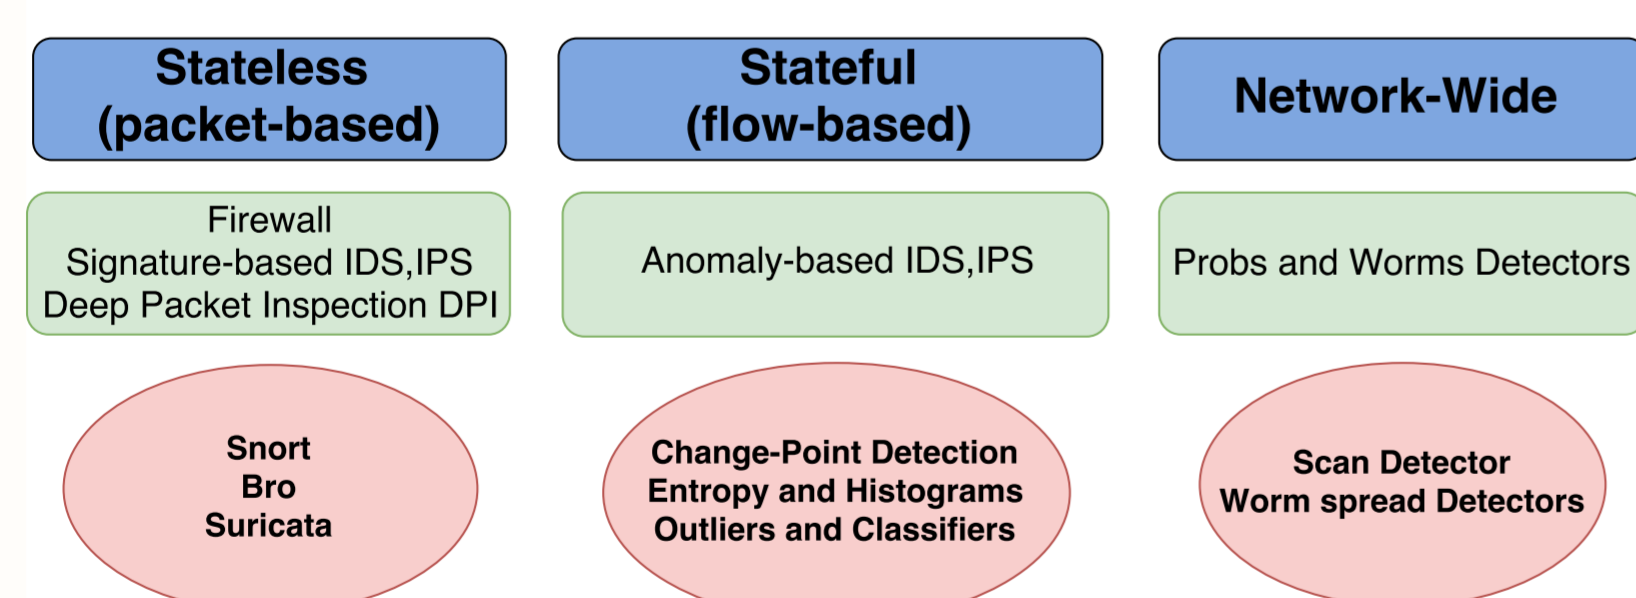 Stateless
(packet-based)
Stateful
(flow-based)
Network-Wide
Firewall
Signature-based IDS,IPS
Deep Packet Inspection DPI
Anomaly-based IDS,IPS
Probs and Worms Detectors
Snort
Bro
Suricata
Change-Point Detection
Entropy and Histograms
Outliers and Classifiers
Scan Detector
Worm spread Detectors